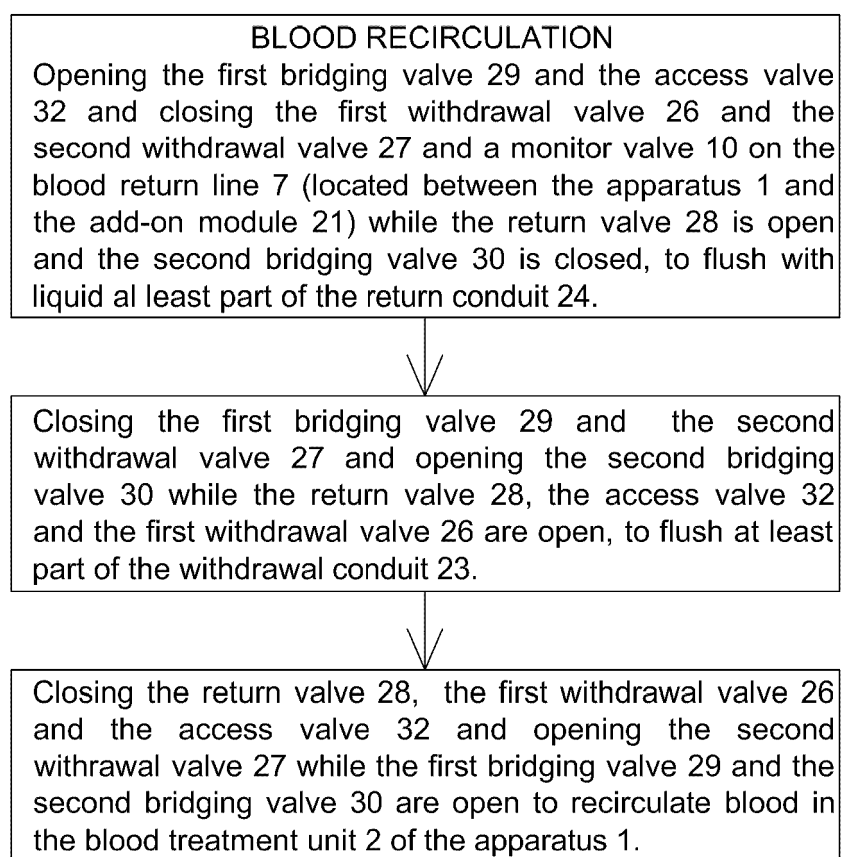 BLOOD RECIRCULATION
Opening the first bridging valve 29 and the access valve
32 and closing the first withdrawal valve 26 and the
second withdrawal valve 27 and a monitor valve 10 on the
blood return line 7 (located between the apparatus 1 and
the add-on module 21) while the return valve 28 is open
and the second bridging valve 30 is closed, to flush with
liquid al least part of the return conduit 24.
Closing the first bridging valve 29 and the second
withdrawal valve 27 and opening the second bridging
valve 30 while the return valve 28, the access valve 32
and the first withdrawal valve 26 are open, to flush at least
part of the withdrawal conduit 23.
Closing the return valve 28, the first withdrawal valve 26
and the access valve 32 and opening the second
withrawal valve 27 while the first bridging valve 29 and the
second bridging valve 30 are open to recirculate blood in
the blood treatment unit 2 of the apparatus 1.